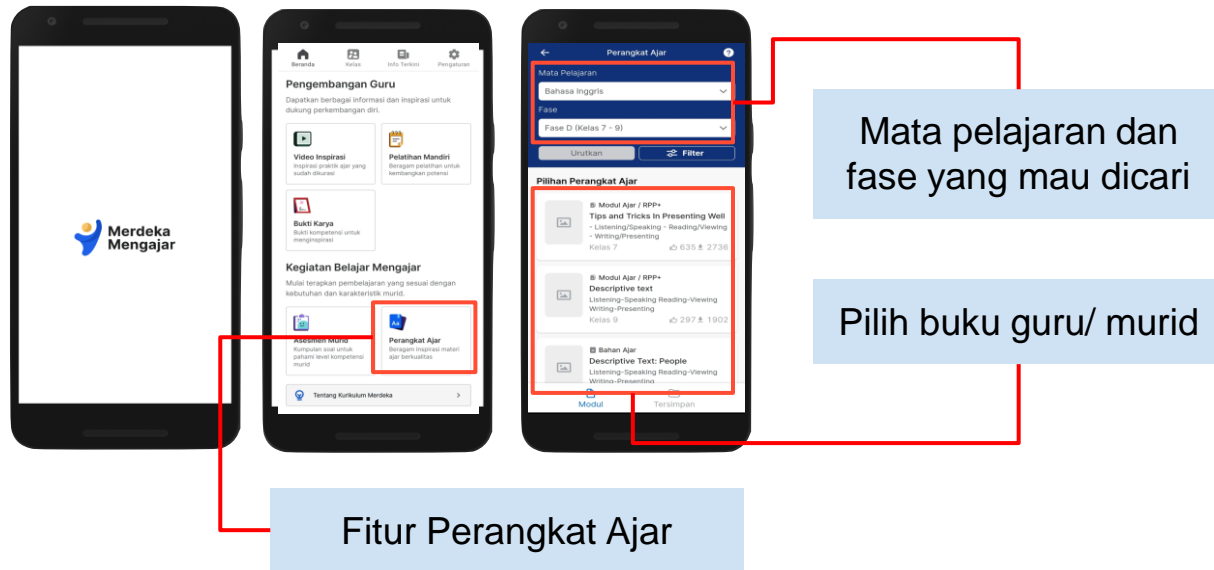 Merdeka
Mengajar
Beranda
Kelas
Info Terkini
Pengaturan
Pengembangan Guru
Dapatkan berbagai informasi dan inspirasi untuk
dukung perkembangan diri.
Video Inspirasi
Inspirasi praktik ajar yang
sudah dikurasi
Pelatihan Mandiri
Beragam pelatihan untuk
kembangkan potensi
Bukti Karya
Bukti kompetensi untuk
menginspirasi
Kegiatan Belajar Mengajar
Mulai terapkan pembelajaran yang sesuai dengan
kebutuhan dan karakteristik murid.
Asesmen Murid
Kumpulan soal untuk
pahami level kompetensi
murid
Perangkat Ajar
Beragam inspirasi materi
ajar berkualitas
Tentang Kurikulum Merdeka
Perangkat Ajar
Mata Pelajaran
Bahasa Inggris
Fase
Fase D (Kelas 7 - 9)
Urutkan
Filter
Pilihan Perangkat Ajar
Modul Ajar / RPP+
Tips and Tricks In Presenting Well
- Listening/Speaking - Reading/Viewing
- Writing/Presenting
Kelas 7 635 2738
Modul Ajar / RPP+
Descriptive text
Listening-Speaking Reading-Viewing
Writing-Presenting
Kelas 9 297 1902
Bahan Ajar
Descriptive Text: People
Listening-Speaking Reading-Viewing
Writing-Presenting
Modul
Tersimpan
Mata pelajaran dan
fase yang mau dicari
Pilih buku guru/ murid
Fitur Perangkat Ajar